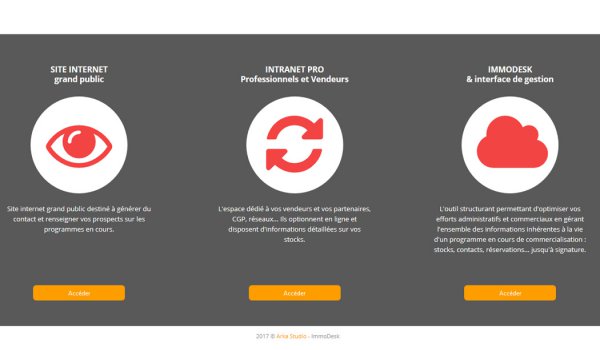 SITE INTERNET
grand public
Site internet grand public destiné à générer du
contact et renseigner vos prospects sur les
programmes en cours.
Accéder
INTRANET PRO
Professionnels et Vendeurs
L'espace dédié à vos vendeurs et vos partenaires,
CGP, réseaux... Ils optionnent en ligne et
disposent d'informations détaillées sur vos
stocks.
Accéder
IMMODESK
& interface de gestion
L'outil structurant permettant d'optimiser vos
efforts administratifs et commerciaux en gérant
l'ensemble des informations inhérentes à la vie
d'un programme en cours de commercialisation :
stocks, contacts, réservations... jusqu'à signature.
Accéder
2017 © Aria Studio - ImmoDesk